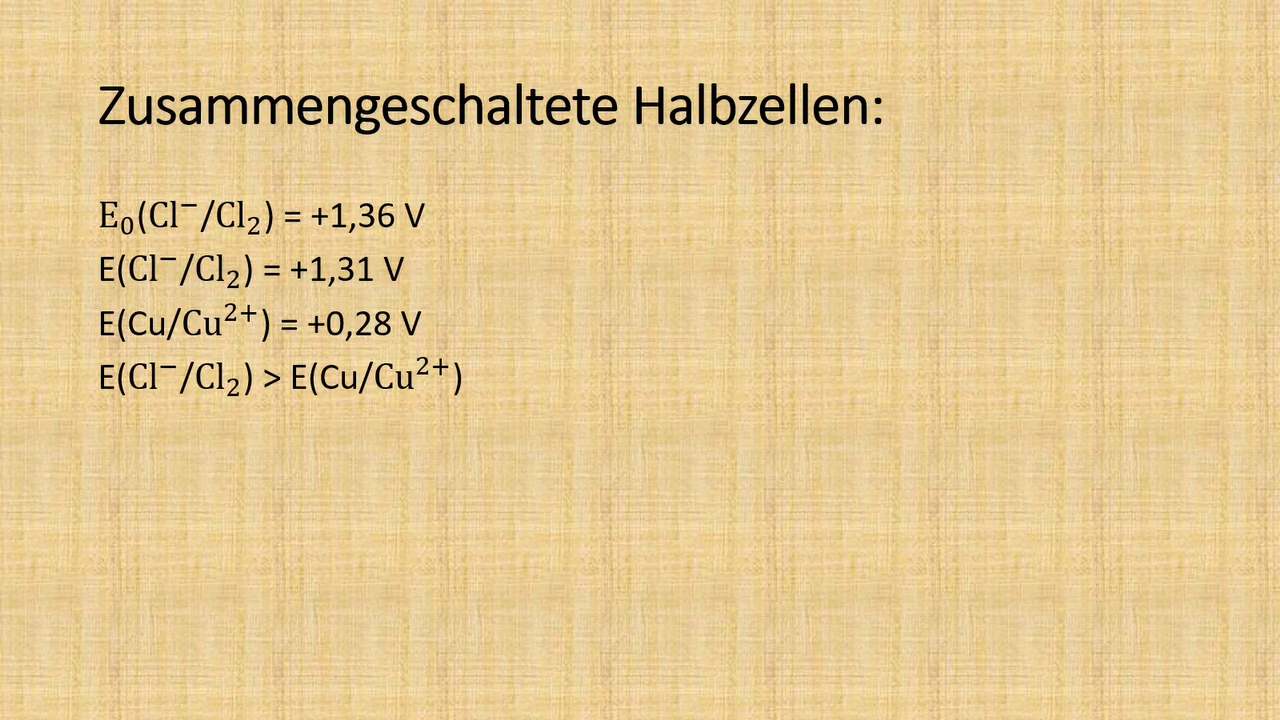 Zusammengeschaltete Halbzellen:
E₀(Cl⁻/Cl₂) = +1,36 V
E(Cl⁻/Cl₂) = +1,31 V
E(Cu/Cu²⁺) = +0,28 V
E(Cl⁻/Cl₂) > E(Cu/Cu²⁺)